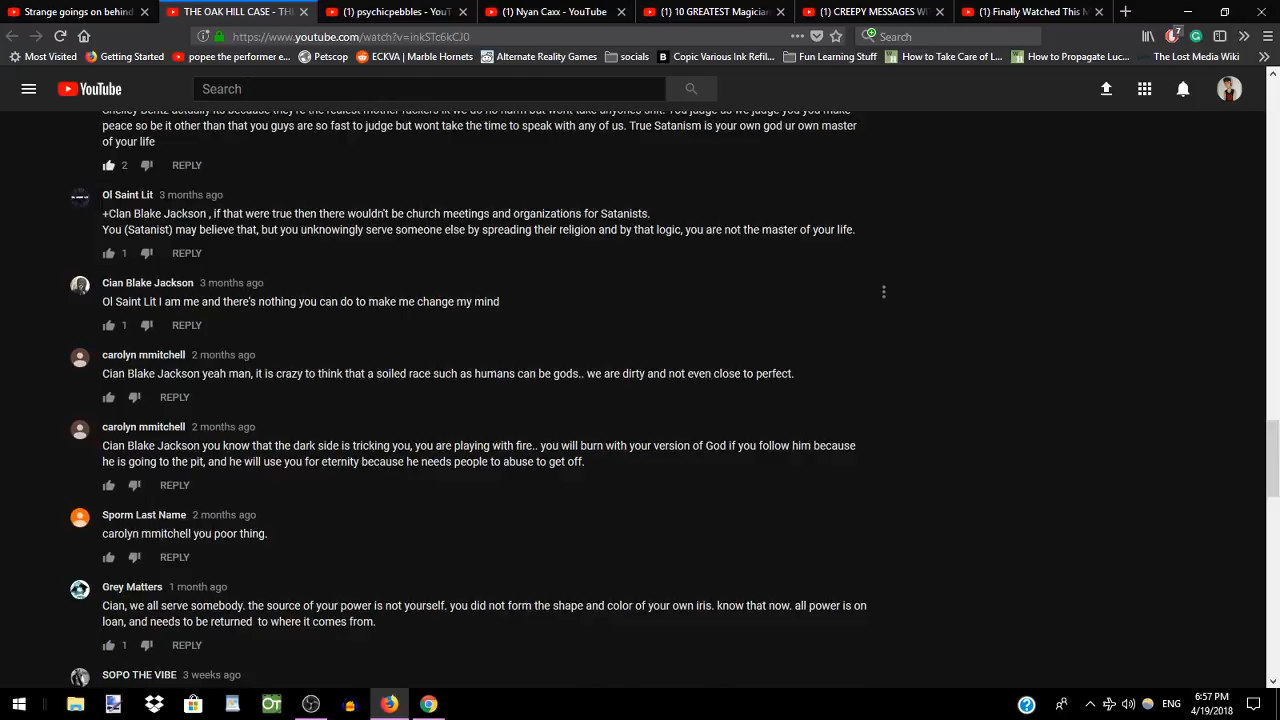 Strange goings on behind
THE OAK HILL CASE - THE
(1) psychicpebbles - YouT
(1) Nyan Caxx - YouTube
(1) 10 GREATEST Magician
(1) CREEPY MESSAGES WIT
(1) Finally Watched This M
https://www.youtube.com/watch?v=inkSTc6kCJ0
Search
7
Most Visited
Getting Started
popee the performer e...
Petscop
ECKVA | Marble Hornets
Alternate Reality Games
socials
Copic Various Ink Refil...
Fun Learning Stuff
How to Take Care of L...
How to Propagate Luc...
The Lost Media Wiki
YouTube
Search
peace so be it other than that you guys are so fast to judge but wont take the time to speak with any of us. True Satanism is your own god ur own master
of your life
2 REPLY
Ol Saint Lit 3 months ago
+Clan Blake Jackson , if that were true then there wouldn't be church meetings and organizations for Satanists.
You (Satanist) may believe that, but you unknowingly serve someone else by spreading their religion and by that logic, you are not the master of your life.
1 REPLY
Cian Blake Jackson 3 months ago
Ol Saint Lit I am me and there's nothing you can do to make me change my mind
1 REPLY
carolyn mmitchell 2 months ago
Cian Blake Jackson yeah man, it is crazy to think that a soiled race such as humans can be gods.. we are dirty and not even close to perfect.
REPLY
carolyn mmitchell 2 months ago
Cian Blake Jackson you know that the dark side is tricking you, you are playing with fire.. you will burn with your version of God if you follow him because
he is going to the pit, and he will use you for eternity because he needs people to abuse to get off.
REPLY
Sporm Last Name 2 months ago
carolyn mmitchell you poor thing.
REPLY
Grey Matters 1 month ago
Cian, we all serve somebody. the source of your power is not yourself. you did not form the shape and color of your own iris. know that now. all power is on
loan, and needs to be returned  to where it comes from.
1 REPLY
SOPO THE VIBE 3 weeks ago
OT
ENG
6:57 PM
4/19/2018